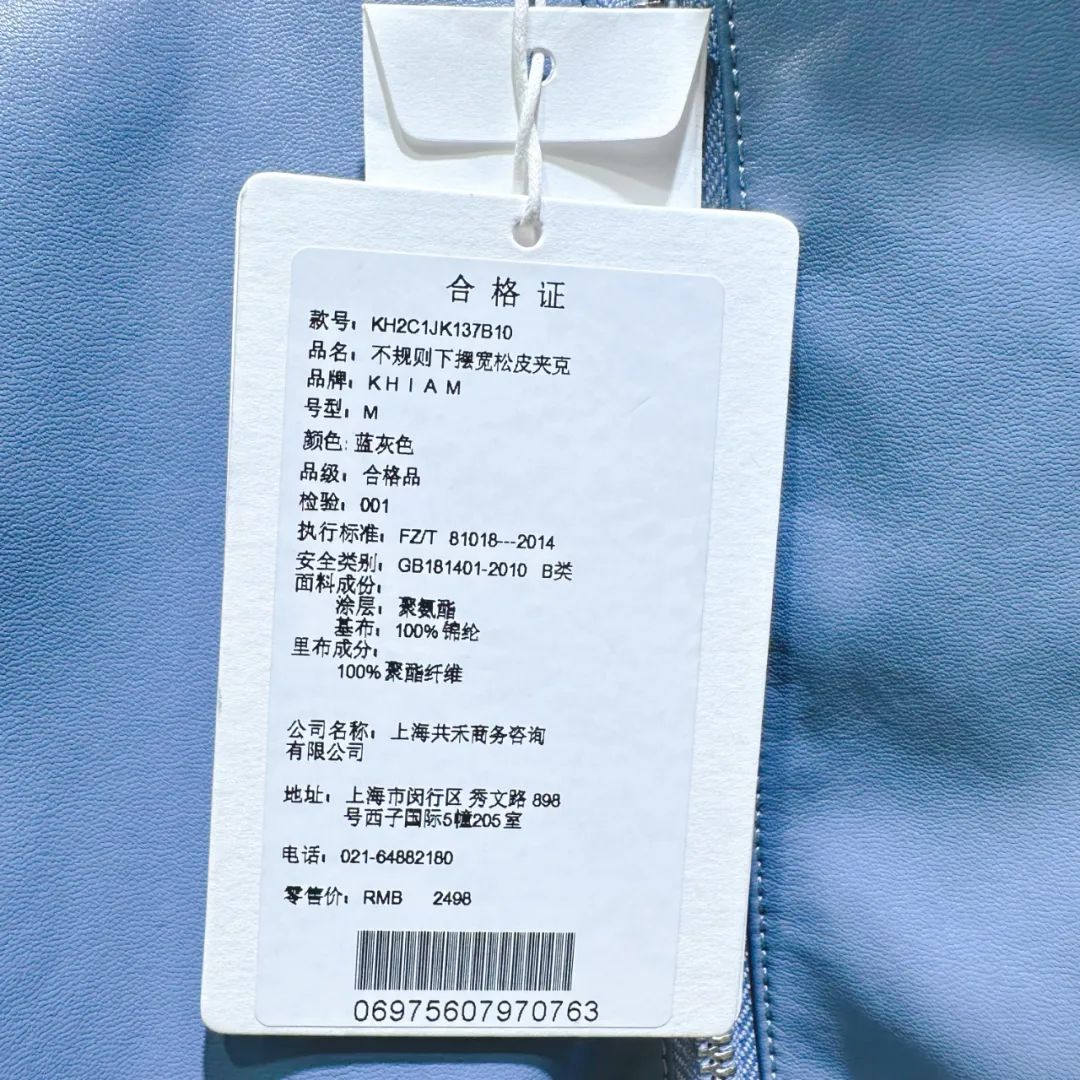 合格证
款号：KH2C1JK137B10
品名：不规则下摆宽松皮夹克
品牌：KHIAM
号型：M
颜色：蓝灰色
品级：合格品
检验：001
执行标准：FZ/T 81018---2014
安全类别：GB181401-2010 B类
面料成份：
涂层：聚氨酯
基布：100%锦纶
里布成分：
100%聚酯纤维
公司名称：上海共禾商务咨询
有限公司
地址：上海市闵行区 秀文路 898
号西子国际5幢205室
电话：021-64882180
零售价：RMB 2498
06975607970763